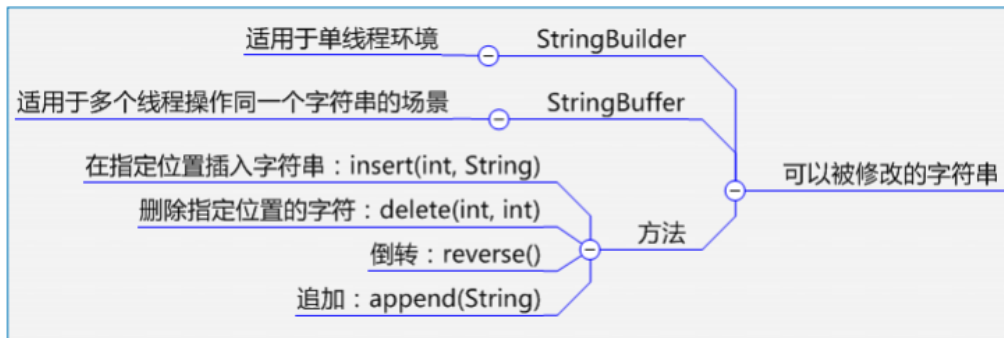 适用于单线程环境
StringBuilder
适用于多个线程操作同一个字符串的场景
StringBuffer
可以被修改的字符串
在指定位置插入字符串：insert(int, String)
删除指定位置的字符：delete(int, int)
方法
倒转：reverse()
追加：append(String)